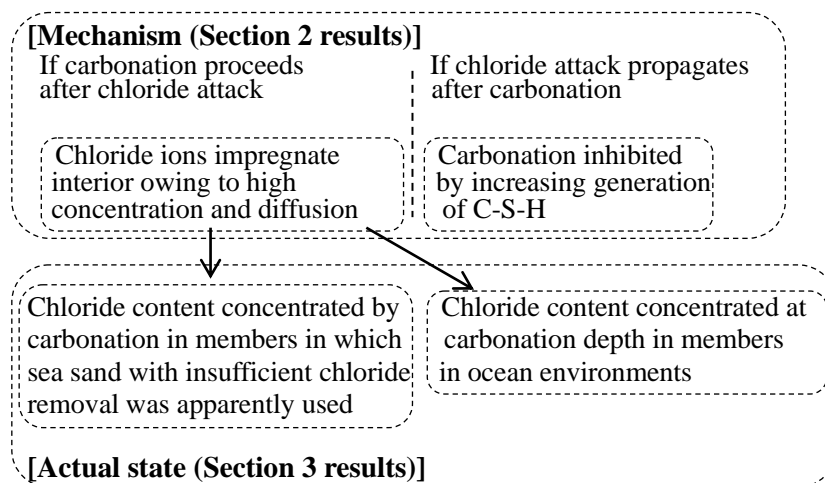 [Mechanism (Section 2 results)]
If carbonation proceeds
after chloride attack
If chloride attack propagates
after carbonation
Chloride ions impregnate
interior owing to high
concentration and diffusion
Carbonation inhibited
by increasing generation
of C-S-H
Chloride content concentrated by
carbonation in members in which
sea sand with insufficient chloride
removal was apparently used
Chloride content concentrated at
carbonation depth in members
in ocean environments
[Actual state (Section 3 results)]